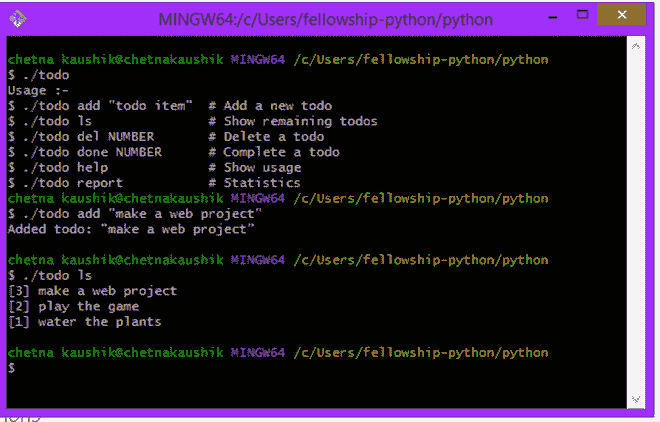 MINGW64:/c/Users/fellowship-python/python
chetna kaushik@chetnakaushik MINGW64 /c/Users/fellowship-python/python
$ ./todo
Usage :-
$ ./todo add "todo item"  # Add a new todo
$ ./todo ls               # Show remaining todos
$ ./todo del NUMBER       # Delete a todo
$ ./todo done NUMBER      # Complete a todo
$ ./todo help             # Show usage
$ ./todo report           # Statistics
chetna kaushik@chetnakaushik MINGW64 /c/Users/fellowship-python/python
$ ./todo add "make a web project"
Added todo: "make a web project"
chetna kaushik@chetnakaushik MINGW64 /c/Users/fellowship-python/python
$ ./todo ls
[3] make a web project
[2] play the game
[1] water the plants
chetna kaushik@chetnakaushik MINGW64 /c/Users/fellowship-python/python
$